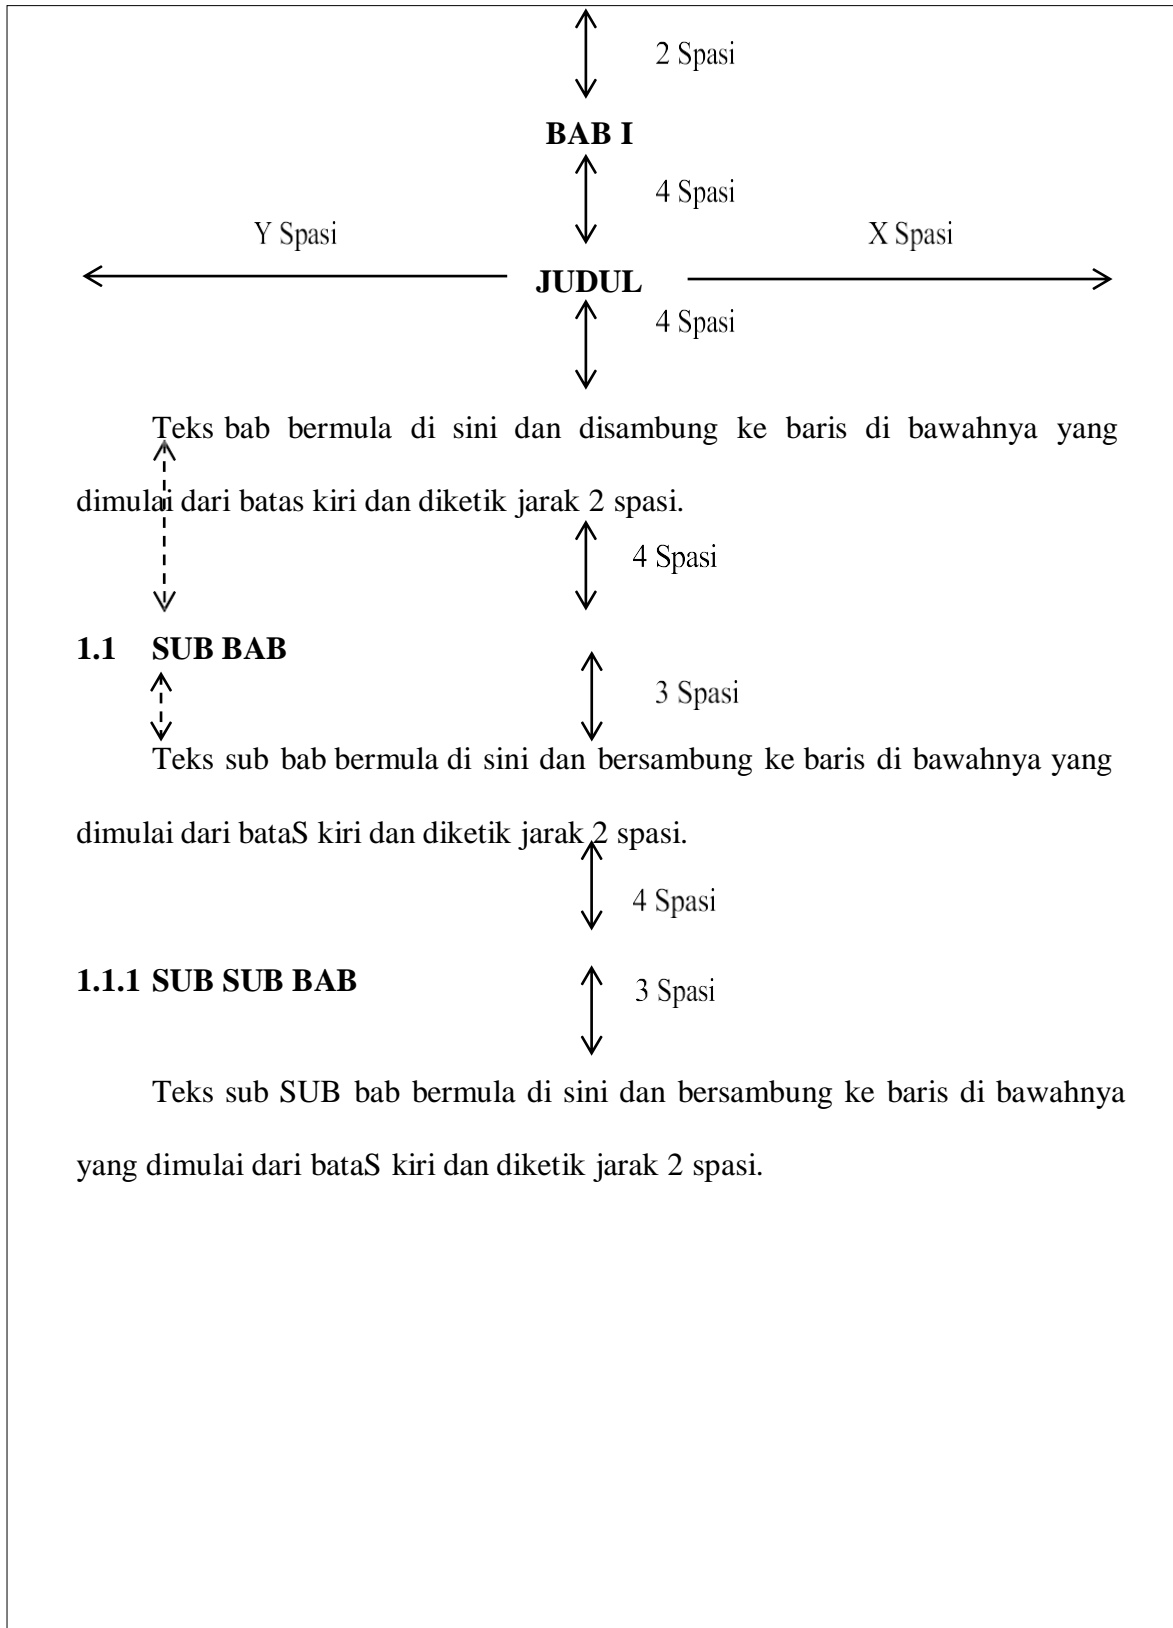 2 Spasi
BAB I
4 Spasi
Y Spasi
X Spasi
JUDUL
4 Spasi
Teks bab bermula di sini dan disambung ke baris di bawahnya yang
dimulai dari batas kiri dan diketik jarak 2 spasi.
4 Spasi
1.1 SUB BAB
3 Spasi
Teks sub bab bermula di sini dan bersambung ke baris di bawahnya yang
dimulai dari bataS kiri dan diketik jarak 2 spasi.
4 Spasi
1.1.1 SUB SUB BAB
3 Spasi
Teks sub SUB bab bermula di sini dan bersambung ke baris di bawahnya
yang dimulai dari bataS kiri dan diketik jarak 2 spasi.